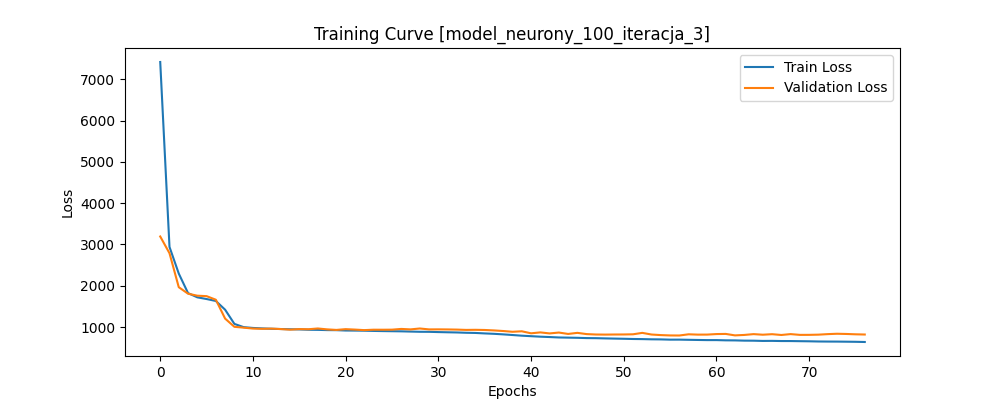 Training Curve [model_neurony_100_iteracja_3]
Train Loss
Validation Loss
Loss
7000
6000
5000
4000
3000
2000
1000
0 10 20 30 40 50 60 70
Epochs